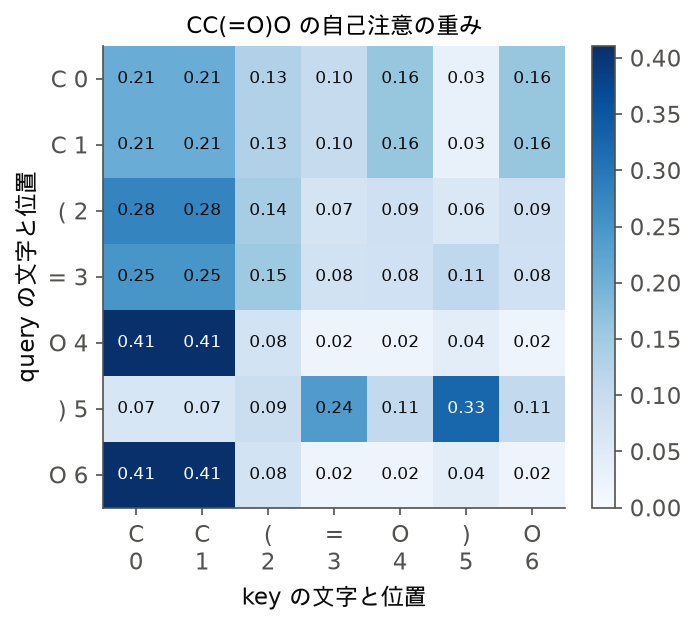 CC(=O)O の自己注意の重み
query の文字と位置
C 0 0.21 0.21 0.13 0.10 0.16 0.03 0.16
C 1 0.21 0.21 0.13 0.10 0.16 0.03 0.16
( 2 0.28 0.28 0.14 0.07 0.09 0.06 0.09
= 3 0.25 0.25 0.15 0.08 0.08 0.11 0.08
O 4 0.41 0.41 0.08 0.02 0.02 0.04 0.02
) 5 0.07 0.07 0.09 0.24 0.11 0.33 0.11
O 6 0.41 0.41 0.08 0.02 0.02 0.04 0.02
C C ( = O ) O
0 1 2 3 4 5 6
key の文字と位置
0.40
0.35
0.30
0.25
0.20
0.15
0.10
0.05
0.00